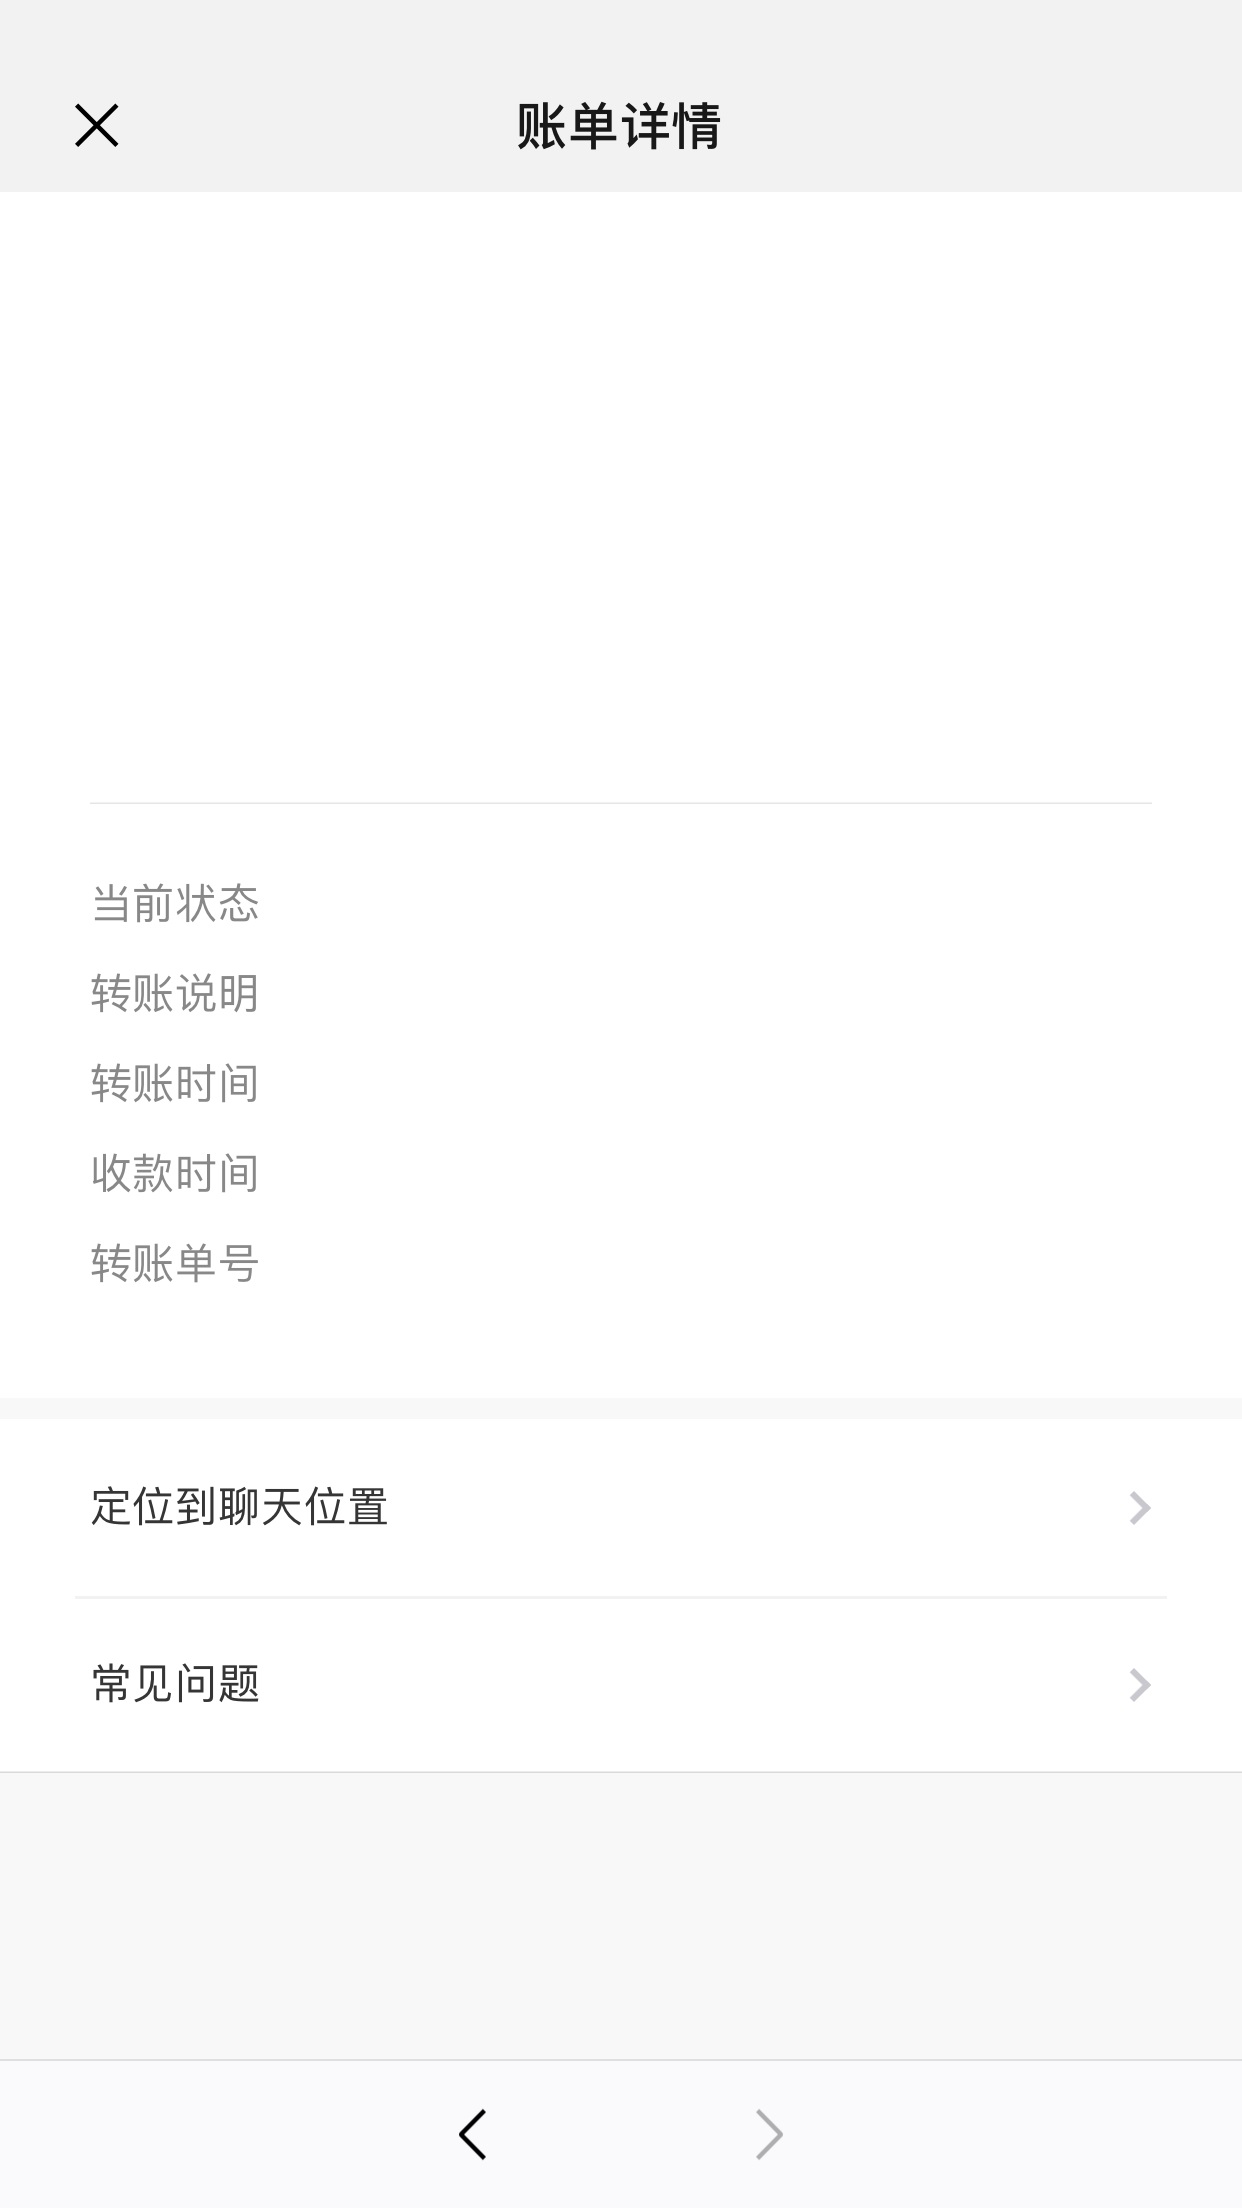 账单详情
当前状态
转账说明
转账时间
收款时间
转账单号
定位到聊天位置
常见问题